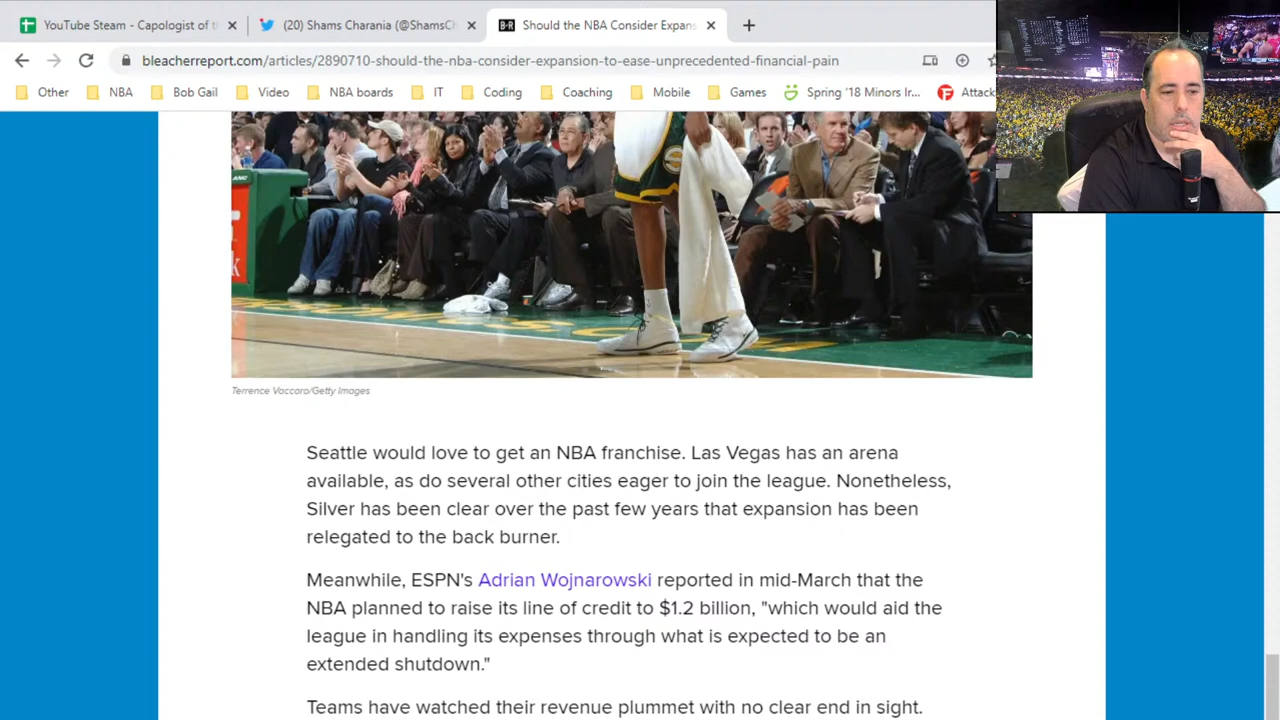 YouTube Steam - Capologist of t
(20) Shams Charania (@ShamsCh
B/R Should the NBA Consider Expans
bleacherreport.com/articles/2890710-should-the-nba-consider-expansion-to-ease-unprecedented-financial-pain
Other NBA Bob Gail Video NBA boards IT Coding Coaching Mobile Games Spring '18 Minors Ir... Attack
Terrence Vaccaro/Getty Images
Seattle would love to get an NBA franchise. Las Vegas has an arena
available, as do several other cities eager to join the league. Nonetheless,
Silver has been clear over the past few years that expansion has been
relegated to the back burner.
Meanwhile, ESPN's Adrian Wojnarowski reported in mid-March that the
NBA planned to raise its line of credit to $1.2 billion, "which would aid the
league in handling its expenses through what is expected to be an
extended shutdown."
Teams have watched their revenue plummet with no clear end in sight.